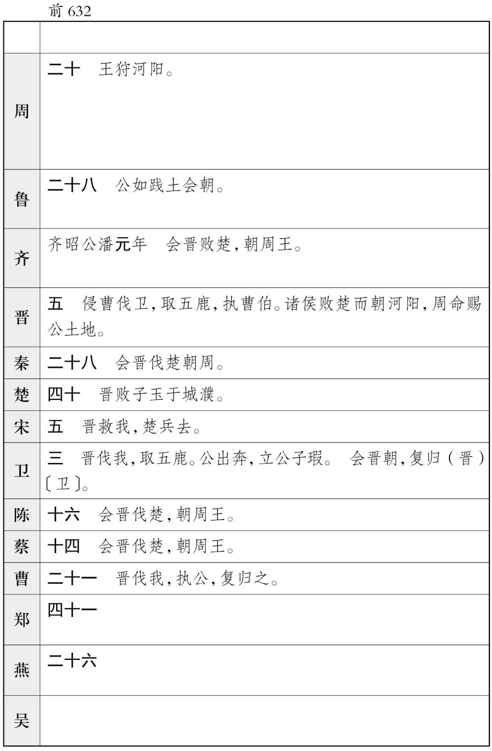 前632
周
二十　王狩河阳。
鲁
二十八　公如践土会朝。
齐
齐昭公潘元年　会晋败楚，朝周王。
晋
五　侵曹伐卫，取五鹿，执曹伯。诸侯败楚而朝河阳，周命赐
公土地。
秦
二十八　会晋伐楚朝周。
楚
四十　晋败子玉于城濮。
宋
五　晋救我，楚兵去。
卫
三　晋伐我，取五鹿。公出奔，立公子瑕。　会晋朝，复归（晋）
〔卫〕。
陈
十六　会晋伐楚，朝周王。
蔡
十四　会晋伐楚，朝周王。
曹
二十一　晋伐我，执公，复归之。
郑
四十一
燕
二十六
吴